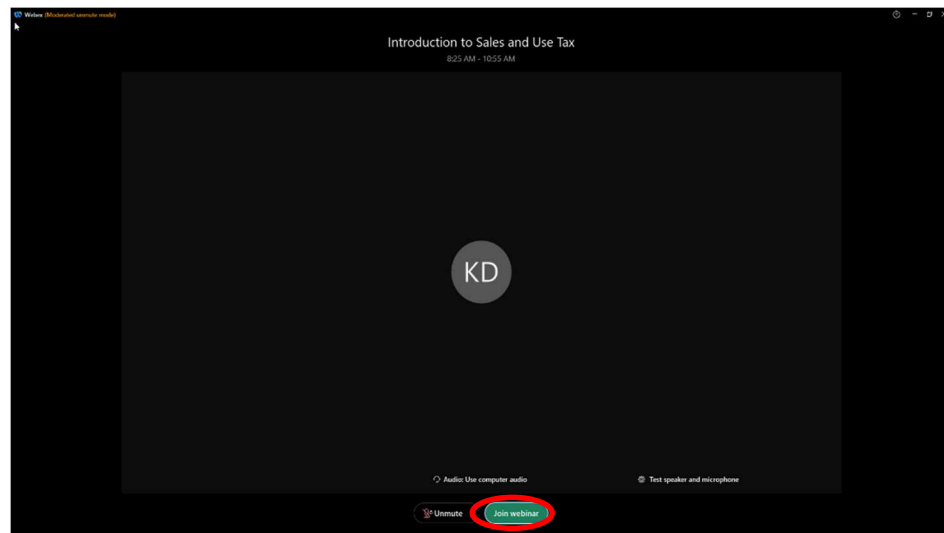 Webex (Moderated unmute mode)
Introduction to Sales and Use Tax
8:25 AM - 10:55 AM
KD
Audio: Use computer audio
Test speaker and microphone
Unmute
Join webinar